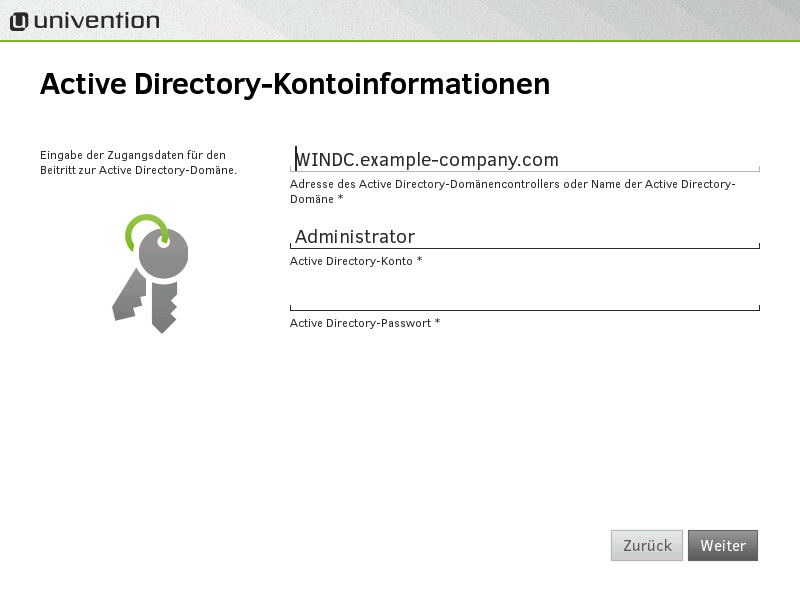 univention
Active Directory-Kontoinformationen
Eingabe der Zugangsdaten für den
Beitritt zur Active Directory-Domäne.
WINDC.example-company.com
Adresse des Active Directory-Domänencontrollers oder Name der Active Directory-
Domäne *
Administrator
Active Directory-Konto *
Active Directory-Passwort *
Zurück
Weiter